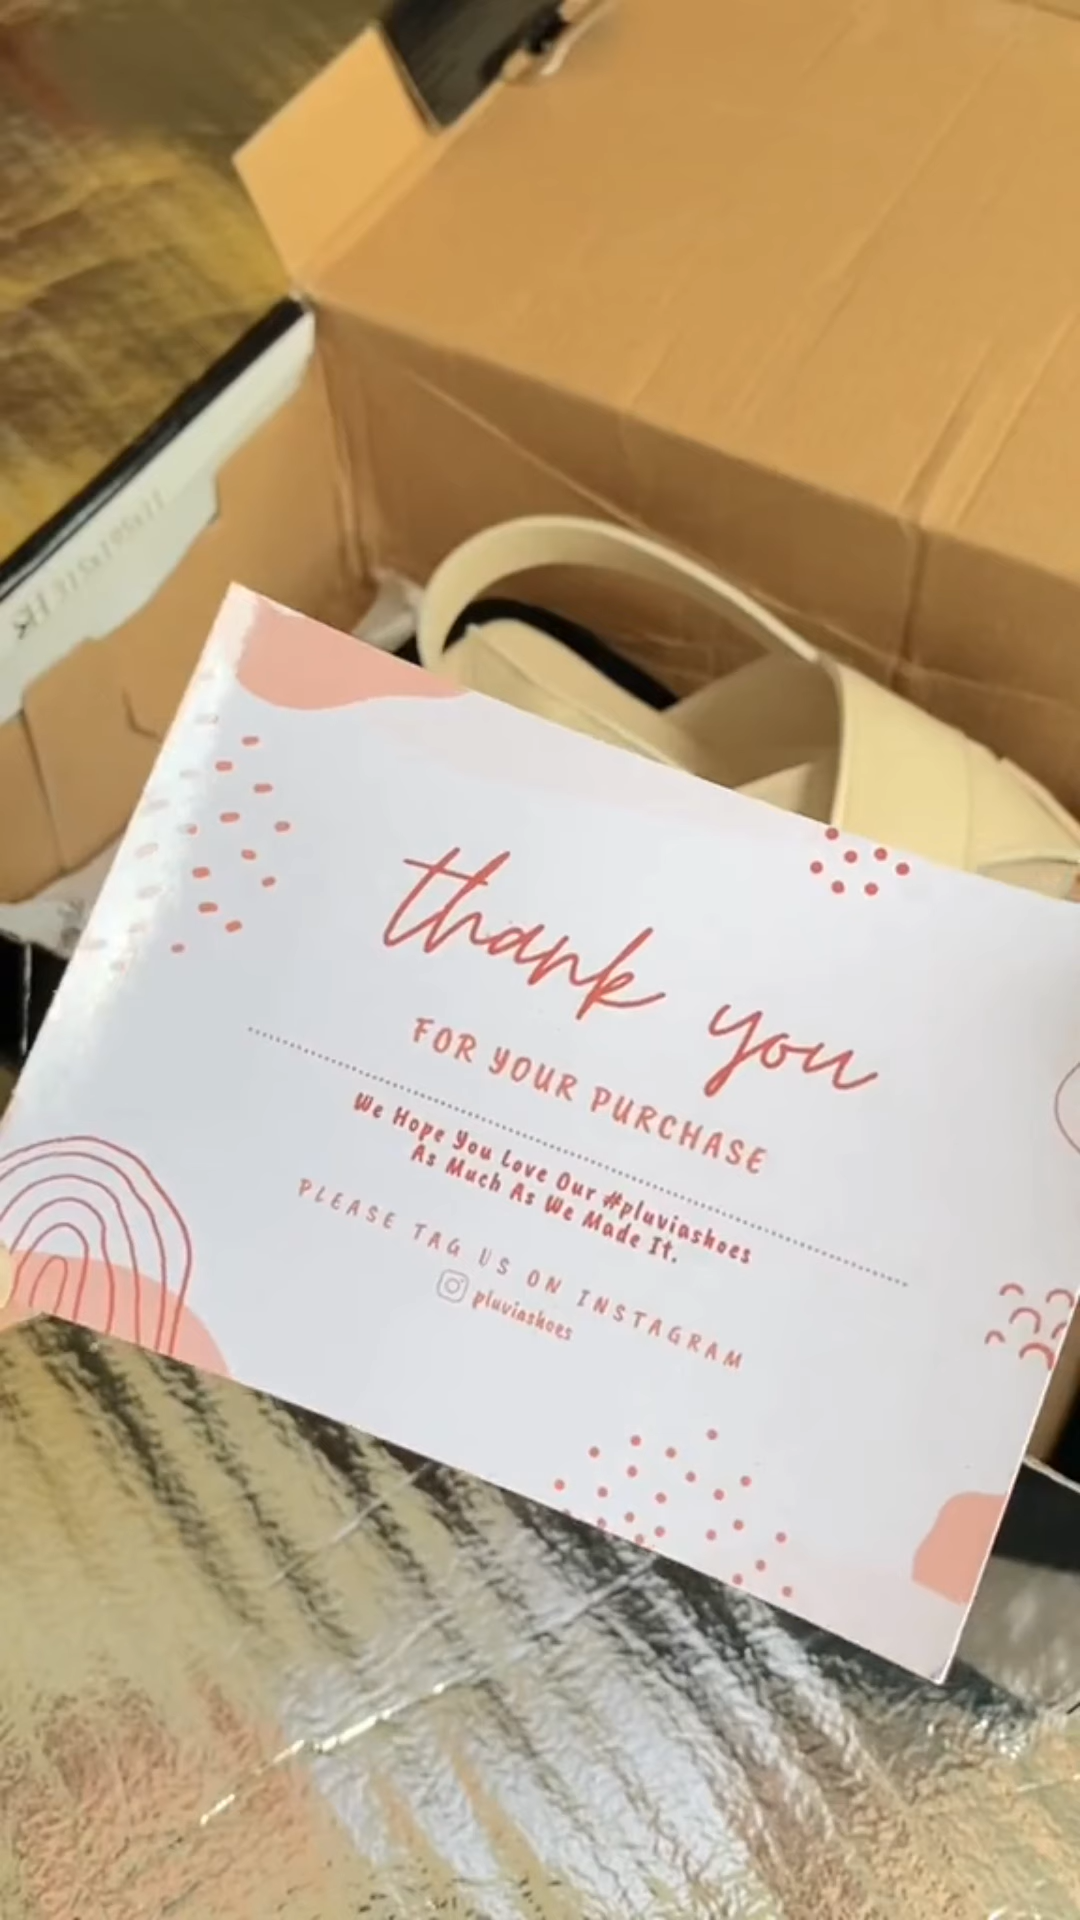 thank you
FOR YOUR PURCHASE
We Hope You Love Our #pluviashoes
As Much As We Made It.
PLEASE TAG US ON INSTAGRAM
pluviashoes